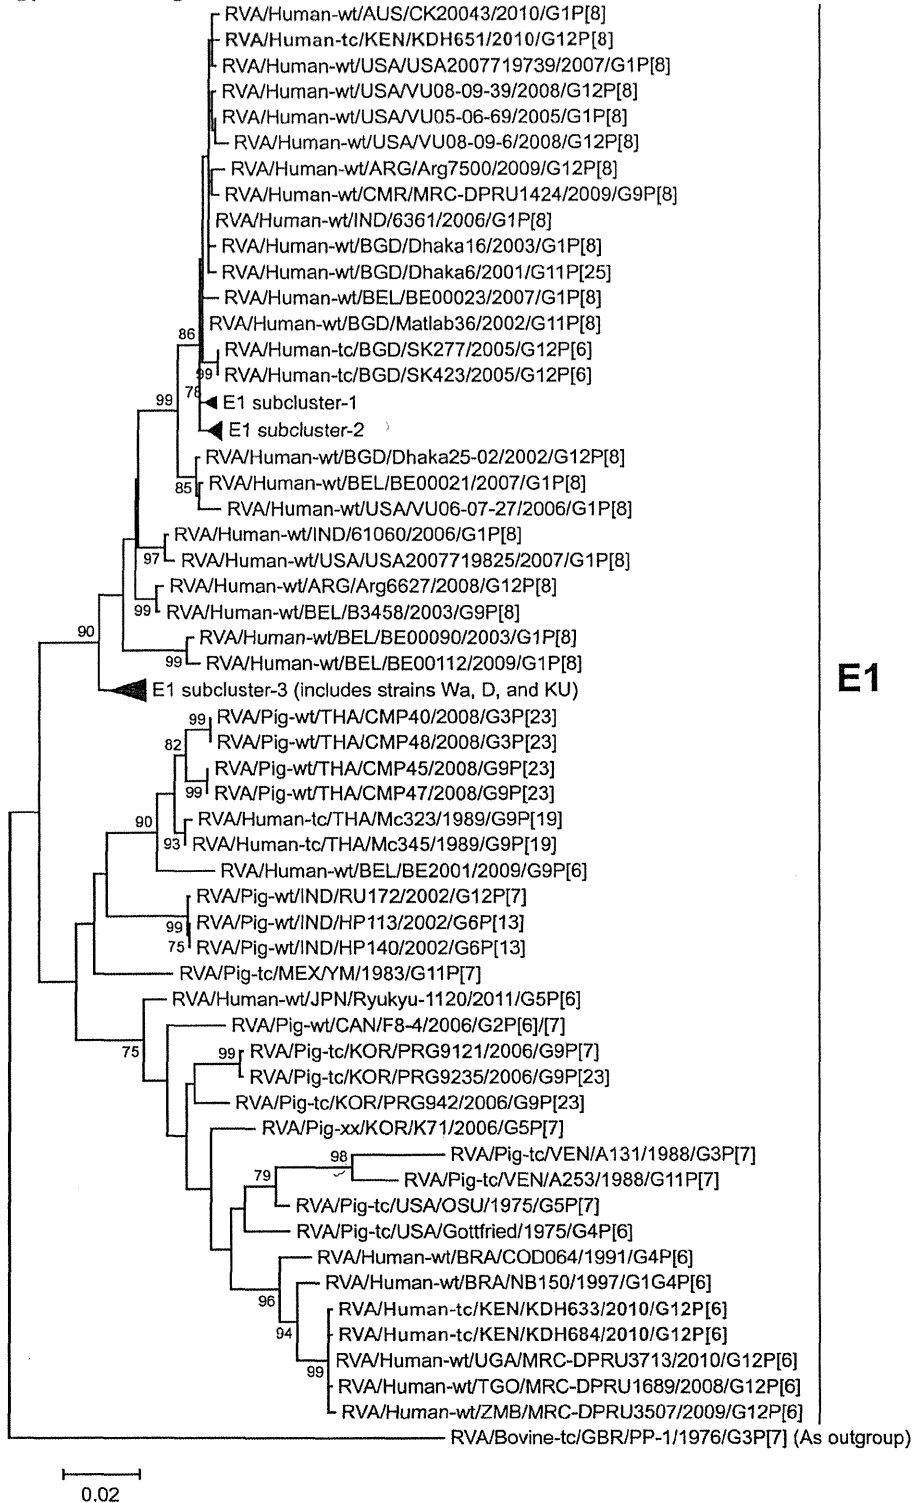 RVA/Human-wt/AUS/CK20043/2010/G1P[8]
RVA/Human-tc/KEN/KDH651/2010/G12P[8]
RVA/Human-wt/USA/USA2007719739/2007/G1P[8]
RVA/Human-wt/USA/VU08-09-39/2008/G12P[8]
RVA/Human-wt/USA/VU05-06-69/2005/G1P[8]
RVA/Human-wt/USA/VU08-09-6/2008/G12P[8]
RVA/Human-wt/ARG/Arg7500/2009/G12P[8]
RVA/Human-wt/CMR/MRC-DPRU1424/2009/G9P[8]
RVA/Human-wt/IND/6361/2006/G1P[8]
RVA/Human-wt/BGD/Dhaka16/2003/G1P[8]
RVA/Human-wt/BGD/Dhaka6/2001/G11P[25]
RVA/Human-wt/BEL/BE00023/2007/G1P[8]
RVA/Human-wt/BGD/Matlab36/2002/G11P[8]
86
RVA/Human-tc/BGD/SK277/2005/G12P[6]
99
RVA/Human-tc/BGD/SK423/2005/G12P[6]
78
99
E1 subcluster-1
E1 subcluster-2
RVA/Human-wt/BGD/Dhaka25-02/2002/G12P[8]
85
RVA/Human-wt/BEL/BE00021/2007/G1P[8]
RVA/Human-wt/USA/VU06-07-27/2006/G1P[8]
RVA/Human-wt/IND/61060/2006/G1P[8]
97
RVA/Human-wt/USA/USA2007719825/2007/G1P[8]
RVA/Human-wt/ARG/Arg6627/2008/G12P[8]
99
RVA/Human-wt/BEL/B3458/2003/G9P[8]
90
RVA/Human-wt/BEL/BE00090/2003/G1P[8]
99
RVA/Human-wt/BEL/BE00112/2009/G1P[8]
E1 subcluster-3 (includes strains Wa, D, and KU)
E1
99
RVA/Pig-wt/THA/CMP40/2008/G3P[23]
82
RVA/Pig-wt/THA/CMP48/2008/G3P[23]
RVA/Pig-wt/THA/CMP45/2008/G9P[23]
99
RVA/Pig-wt/THA/CMP47/2008/G9P[23]
90
RVA/Human-tc/THA/Mc323/1989/G9P[19]
93
RVA/Human-tc/THA/Mc345/1989/G9P[19]
RVA/Human-wt/BEL/BE2001/2009/G9P[6]
RVA/Pig-wt/IND/RU172/2002/G12P[7]
99
RVA/Pig-wt/IND/HP113/2002/G6P[13]
75
RVA/Pig-wt/IND/HP140/2002/G6P[13]
RVA/Pig-tc/MEX/YM/1983/G11P[7]
RVA/Human-wt/JPN/Ryukyu-1120/2011/G5P[6]
RVA/Pig-wt/CAN/F8-4/2006/G2P[6]/[7]
75
99
RVA/Pig-tc/KOR/PRG9121/2006/G9P[7]
RVA/Pig-tc/KOR/PRG9235/2006/G9P[23]
RVA/Pig-tc/KOR/PRG942/2006/G9P[23]
RVA/Pig-xx/KOR/K71/2006/G5P[7]
98
RVA/Pig-tc/VEN/A131/1988/G3P[7]
79
RVA/Pig-tc/VEN/A253/1988/G11P[7]
RVA/Pig-tc/USA/OSU/1975/G5P[7]
RVA/Pig-tc/USA/Gottfried/1975/G4P[6]
RVA/Human-wt/BRA/COD064/1991/G4P[6]
96
RVA/Human-wt/BRA/NB150/1997/G1G4P[6]
RVA/Human-tc/KEN/KDH633/2010/G12P[6]
94
RVA/Human-tc/KEN/KDH684/2010/G12P[6]
RVA/Human-wt/UGA/MRC-DPRU3713/2010/G12P[6]
99
RVA/Human-wt/TGO/MRC-DPRU1689/2008/G12P[6]
RVA/Human-wt/ZMB/MRC-DPRU3507/2009/G12P[6]
RVA/Bovine-tc/GBR/PP-1/1976/G3P[7] (As outgroup)
0.02